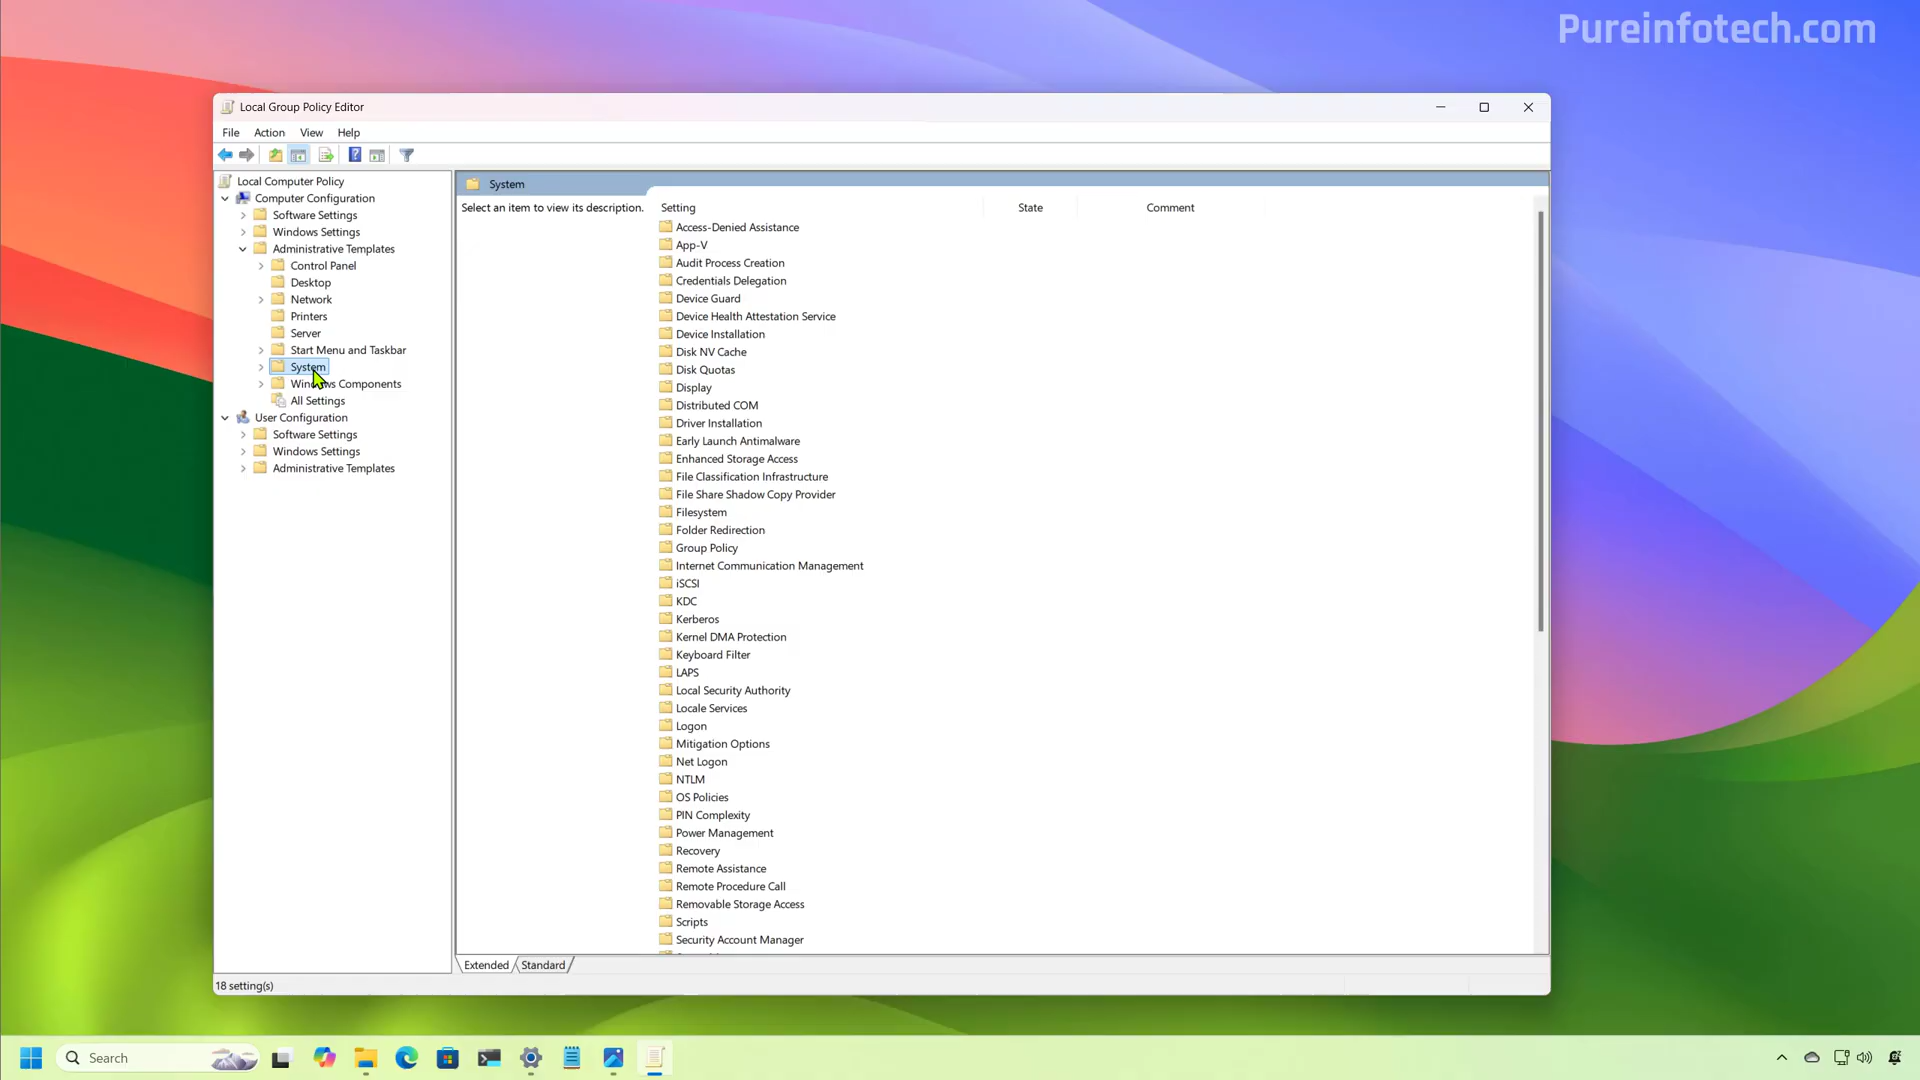 Pureinfotech.com
Local Group Policy Editor
File Action View Help
Local Computer Policy
Computer Configuration
Software Settings
Windows Settings
Administrative Templates
Control Panel
Desktop
Network
Printers
Server
Start Menu and Taskbar
System
Windows Components
All Settings
User Configuration
Software Settings
Windows Settings
Administrative Templates
System
Select an item to view its description.
Setting State Comment
Access-Denied Assistance
App-V
Audit Process Creation
Credentials Delegation
Device Guard
Device Health Attestation Service
Device Installation
Disk NV Cache
Disk Quotas
Display
Distributed COM
Driver Installation
Early Launch Antimalware
Enhanced Storage Access
File Classification Infrastructure
File Share Shadow Copy Provider
Filesystem
Folder Redirection
Group Policy
Internet Communication Management
iSCSI
KDC
Kerberos
Kernel DMA Protection
Keyboard Filter
LAPS
Local Security Authority
Locale Services
Logon
Mitigation Options
Net Logon
NTLM
OS Policies
PIN Complexity
Power Management
Recovery
Remote Assistance
Remote Procedure Call
Removable Storage Access
Scripts
Security Account Manager
Extended Standard
18 setting(s)
Search